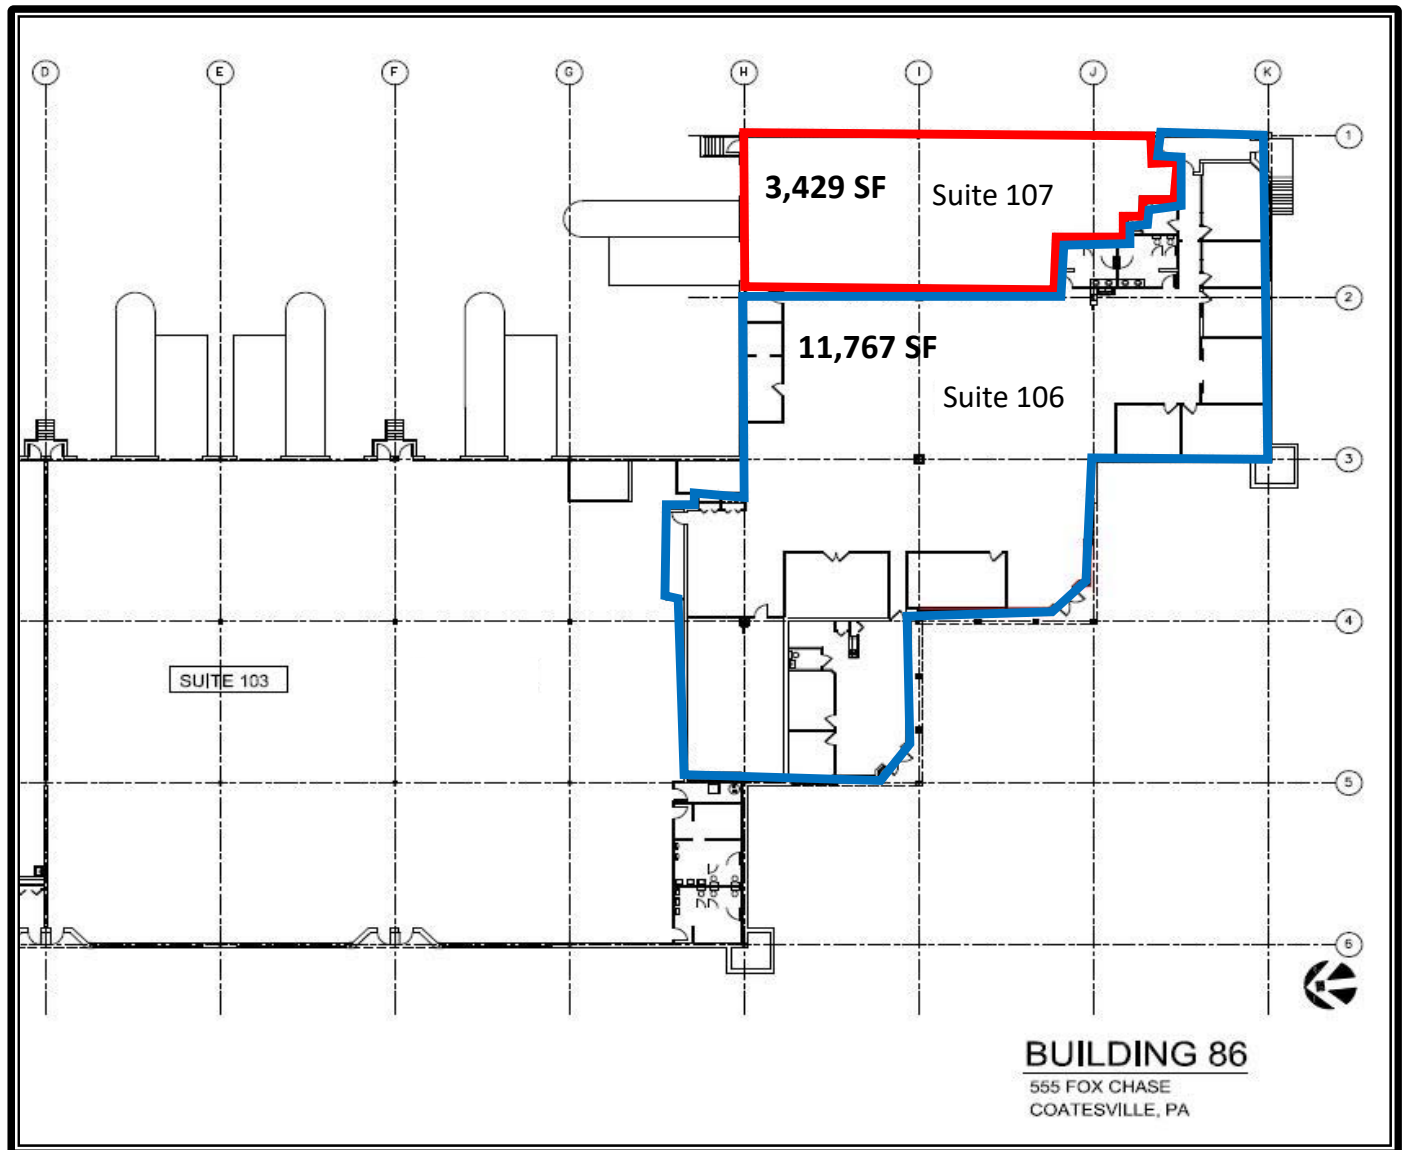 D E F G H I J K
1
3,429 SF Suite 107
2
11,767 SF
Suite 106
3
4
SUITE 103
5
6
BUILDING 86
555 FOX CHASE
COATESVILLE, PA